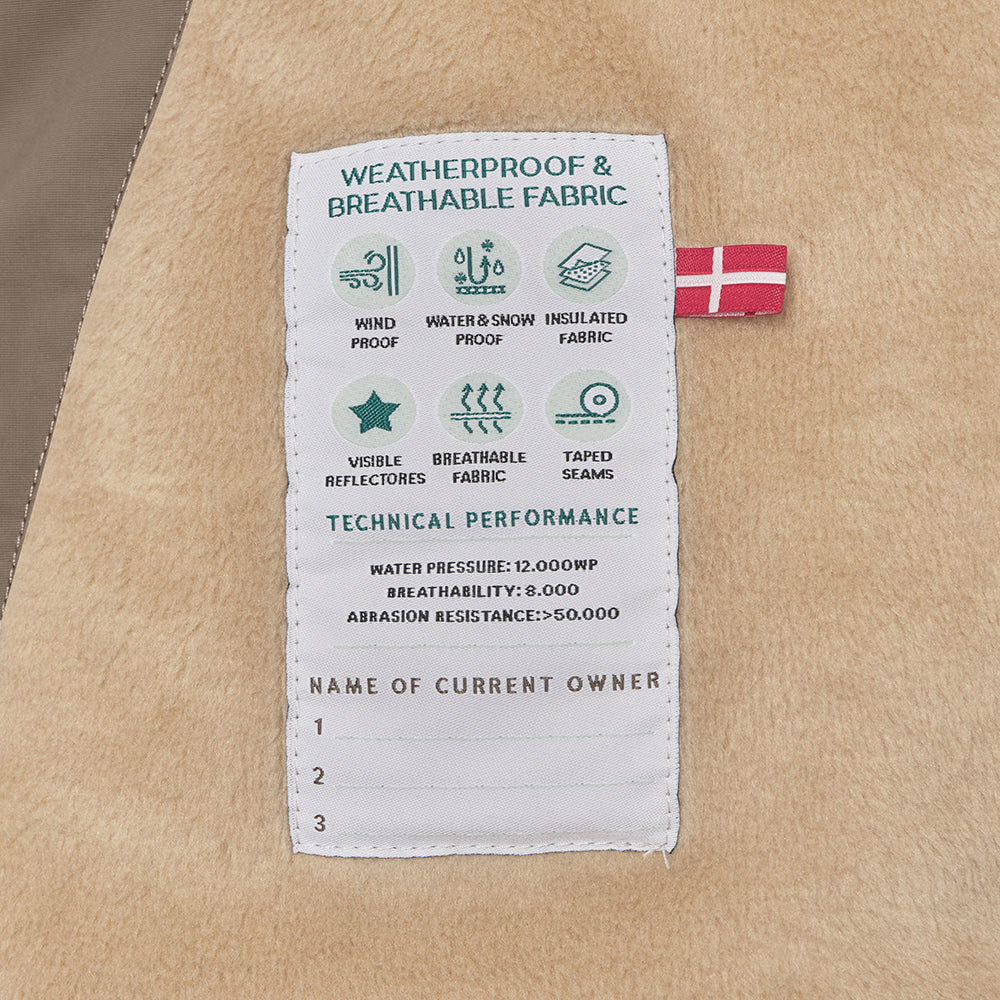 WEATHERPROOF &
BREATHABLE FABRIC
WIND
PROOF
WATER & SNOW
PROOF
INSULATED
FABRIC
VISIBLE
REFLECTORES
BREATHABLE
FABRIC
TAPED
SEAMS
TECHNICAL PERFORMANCE
WATER PRESSURE: 12.000WP
BREATHABILITY: 8.000
ABRASION RESISTANCE:>50.000
NAME OF CURRENT OWNER
1
2
3